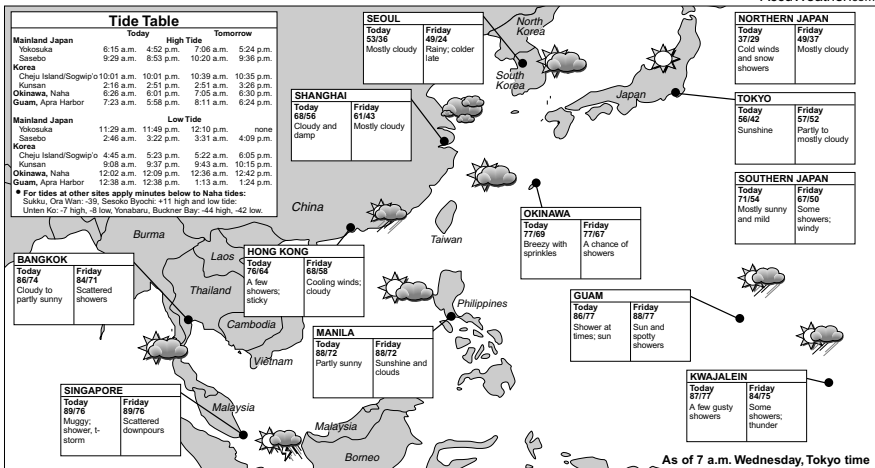 Tide Table
Today Tomorrow
Mainland Japan High Tide
Yokosuka 6:15 a.m. 4:52 p.m. 7:06 a.m. 5:24 p.m.
Sasebo 9:29 a.m. 8:53 p.m. 10:20 a.m. 9:36 p.m.
Korea
Cheju Island/Sogwip'o 10:01 a.m. 10:01 p.m. 10:39 a.m. 10:35 p.m.
Kunsan 2:16 a.m. 2:51 p.m. 2:51 a.m. 3:26 p.m.
Okinawa, Naha 6:26 a.m. 6:01 p.m. 7:05 a.m. 6:30 p.m.
Guam, Apra Harbor 7:23 a.m. 5:58 p.m. 8:11 a.m. 6:24 p.m.
Mainland Japan Low Tide
Yokosuka 11:29 a.m. 11:49 p.m. 12:10 p.m. none
Sasebo 2:46 a.m. 3:22 p.m. 3:31 a.m. 4:09 p.m.
Korea
Cheju Island/Sogwip'o 4:45 a.m. 5:23 p.m. 5:22 a.m. 6:05 p.m.
Kunsan 9:08 a.m. 9:37 p.m. 9:43 a.m. 10:15 p.m.
Okinawa, Naha 12:02 a.m. 12:09 p.m. 12:36 a.m. 12:42 p.m.
Guam, Apra Harbor 12:38 a.m. 12:38 p.m. 1:13 a.m. 1:24 p.m.
• For tides at other sites apply minutes below to Naha tides:
Sukku, Ora Wan: -39, Sesoko Byochi: +11 high and low tide:
Unten Ko: -7 high, -8 low, Yonabaru, Buckner Bay: -44 high, -42 low.
SEOUL
Today Friday
53/36 49/24
Mostly cloudy Rainy; colder
late
North
Korea
South
Korea
NORTHERN JAPAN
Today Friday
37/29 49/37
Cold winds Mostly cloudy
and snow
showers
Japan
TOKYO
Today Friday
56/42 57/52
Sunshine Partly to
mostly cloudy
SHANGHAI
Today Friday
68/56 61/43
Cloudy and Mostly cloudy
damp
SOUTHERN JAPAN
Today Friday
71/54 67/50
Mostly sunny Some
and mild showers;
windy
China
Taiwan
OKINAWA
Today Friday
77/69 77/67
Breezy with A chance of
sprinkles showers
Burma
Laos
Thailand
Cambodia
Vietnam
BANGKOK
Today Friday
86/74 84/71
Cloudy to Scattered
partly sunny showers
HONG KONG
Today Friday
76/64 68/58
A few Cooling winds;
showers; cloudy
sticky
Philippines
GUAM
Today Friday
86/77 88/77
Shower at Sun and
times; sun spotty
showers
MANILA
Today Friday
88/72 88/72
Partly sunny Sunshine and
clouds
KWAJALEIN
Today Friday
87/77 84/75
A few gusty Some
showers showers;
thunder
SINGAPORE
Today Friday
89/76 89/76
Muggy; Scattered
shower, t- downpours
storm
Malaysia
Malaysia
Borneo
As of 7 a.m. Wednesday, Tokyo time